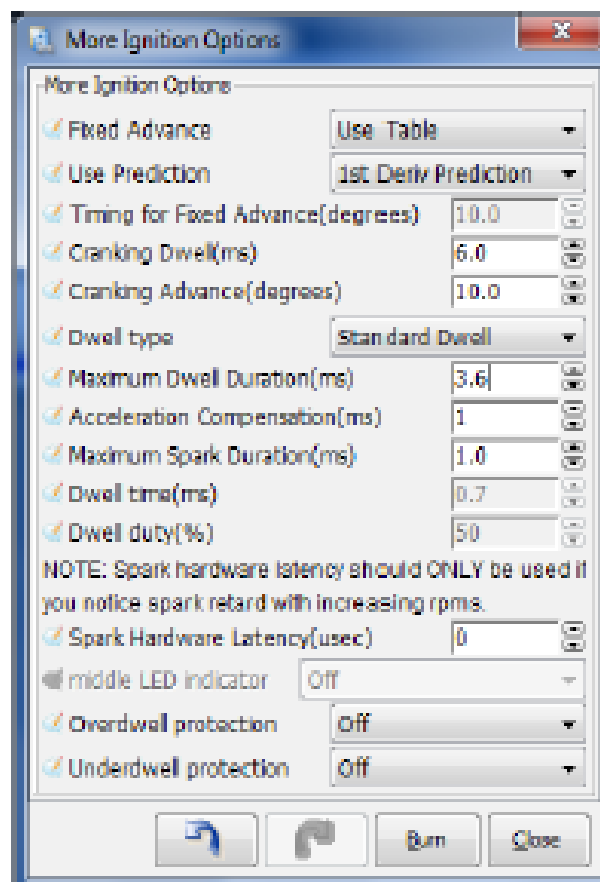 More Ignition Options
More Ignition Options
Fixed Advance Use Table
Use Prediction 1st Deriv Prediction
Timing for Fixed Advance(degrees) 10.0
Cranking Dwell(ms) 6.0
Cranking Advance(degrees) 10.0
Dwell type Standard Dwell
Maximum Dwell Duration(ms) 3.6
Acceleration Compensation(ms) 1
Maximum Spark Duration(ms) 1.0
Dwell time(ms) 0.7
Dwell duty(%) 50
NOTE: Spark hardware latency should ONLY be used if
you notice spark retard with increasing rpms.
Spark Hardware Latency(usec) 0
middle LED indicator Off
Overdwell protection Off
Underdwell protection Off
Burn Close